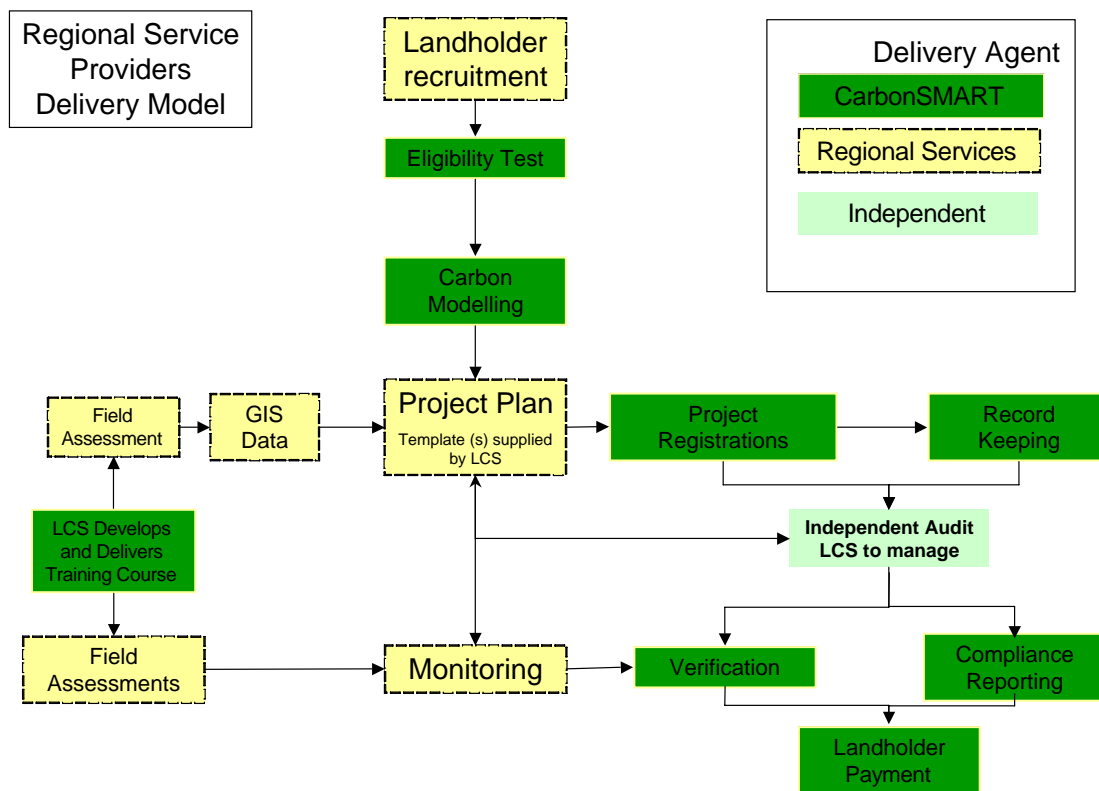 Regional Service
Providers
Delivery Model
Landholder
recruitment
Delivery Agent
CarbonSMART
Regional Services
Independent
Eligibility Test
Carbon
Modelling
Field
Assessment
GIS
Data
Project Plan
Template (s) supplied
by LCS
Project
Registrations
Record
Keeping
LCS Develops
and Delivers
Training Course
Independent Audit
LCS to manage
Field
Assessments
Monitoring
Verification
Compliance
Reporting
Landholder
Payment